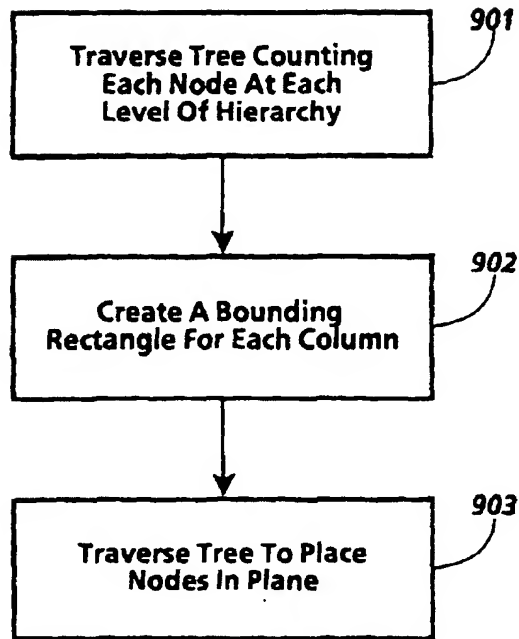 901
Traverse Tree Counting
Each Node At Each
Level Of Hierarchy
902
Create A Bounding
Rectangle For Each Column
903
Traverse Tree To Place
Nodes In Plane